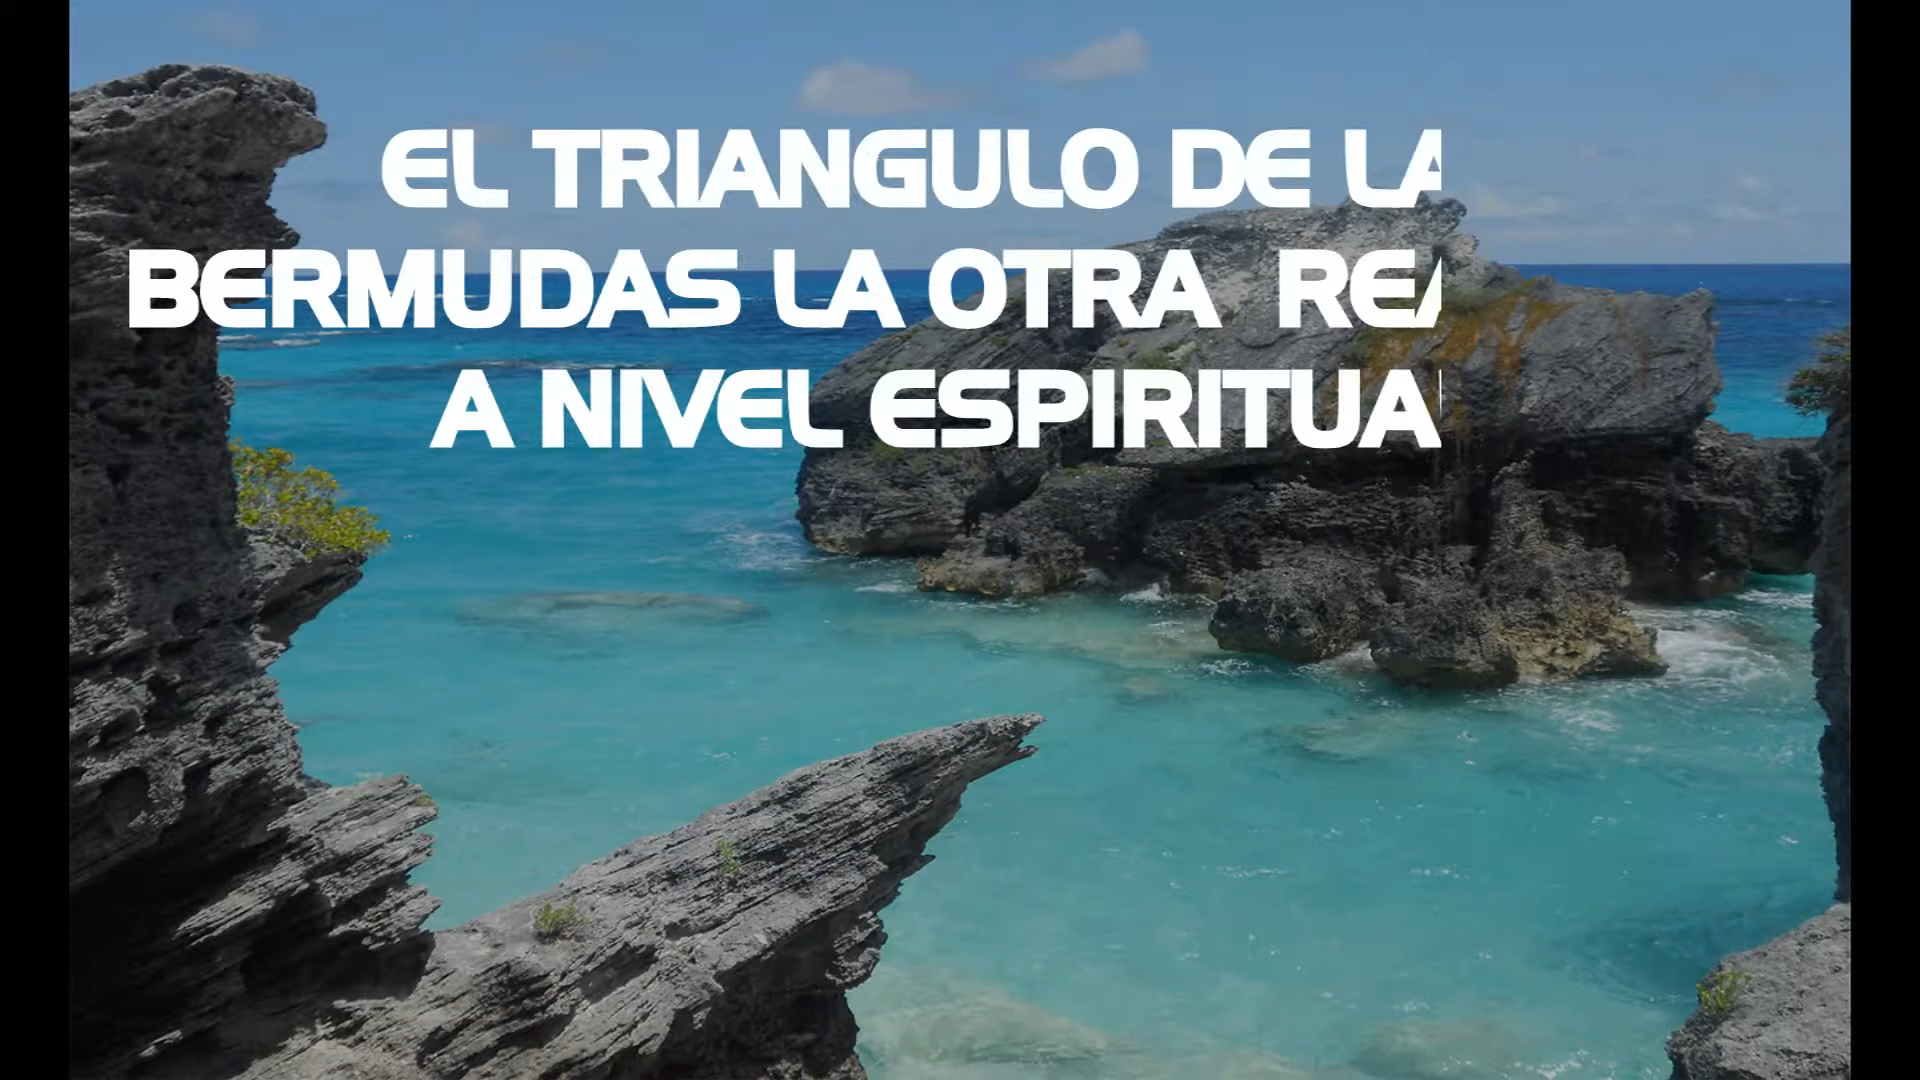 EL TRIANGULO DE LA
BERMUDAS LA OTRA REA
A NIVEL ESPIRITUA